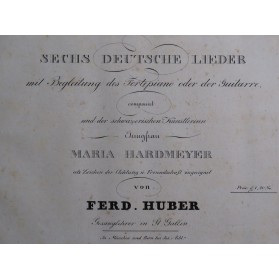 SECHS DEUTSCHE LIEDER
mit Begleitung des Fortepiano oder der Guitarre,
componirt
und der schweizerischen Künstlerinn
Jungfrau
MARIA HARDMEYER
als Zeichen der Achtung u. Freundschaft zugeeignet
von
FERD. HUBER
Gesanglehrer in St. Gallen